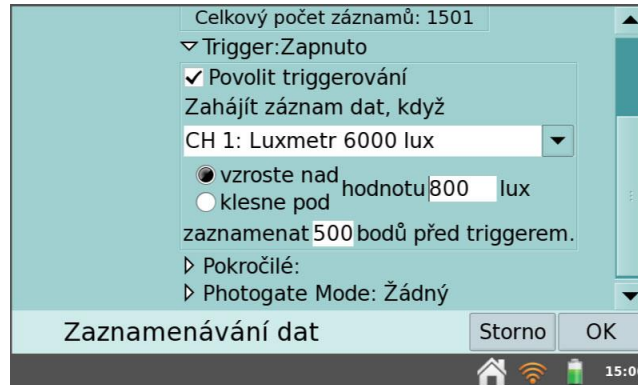 Celkový počet záznamů: 1501
Trigger:Zapnuto
Povolit triggerování
Zahájít záznam dat, když
CH 1: Luxmetr 6000 lux
vzroste nad
hodnotu 800 lux
klesne pod
zaznamenat 500 bodů před triggerem.
Pokročilé:
Photogate Mode: Žádný
Zaznamenávání dat Storno OK